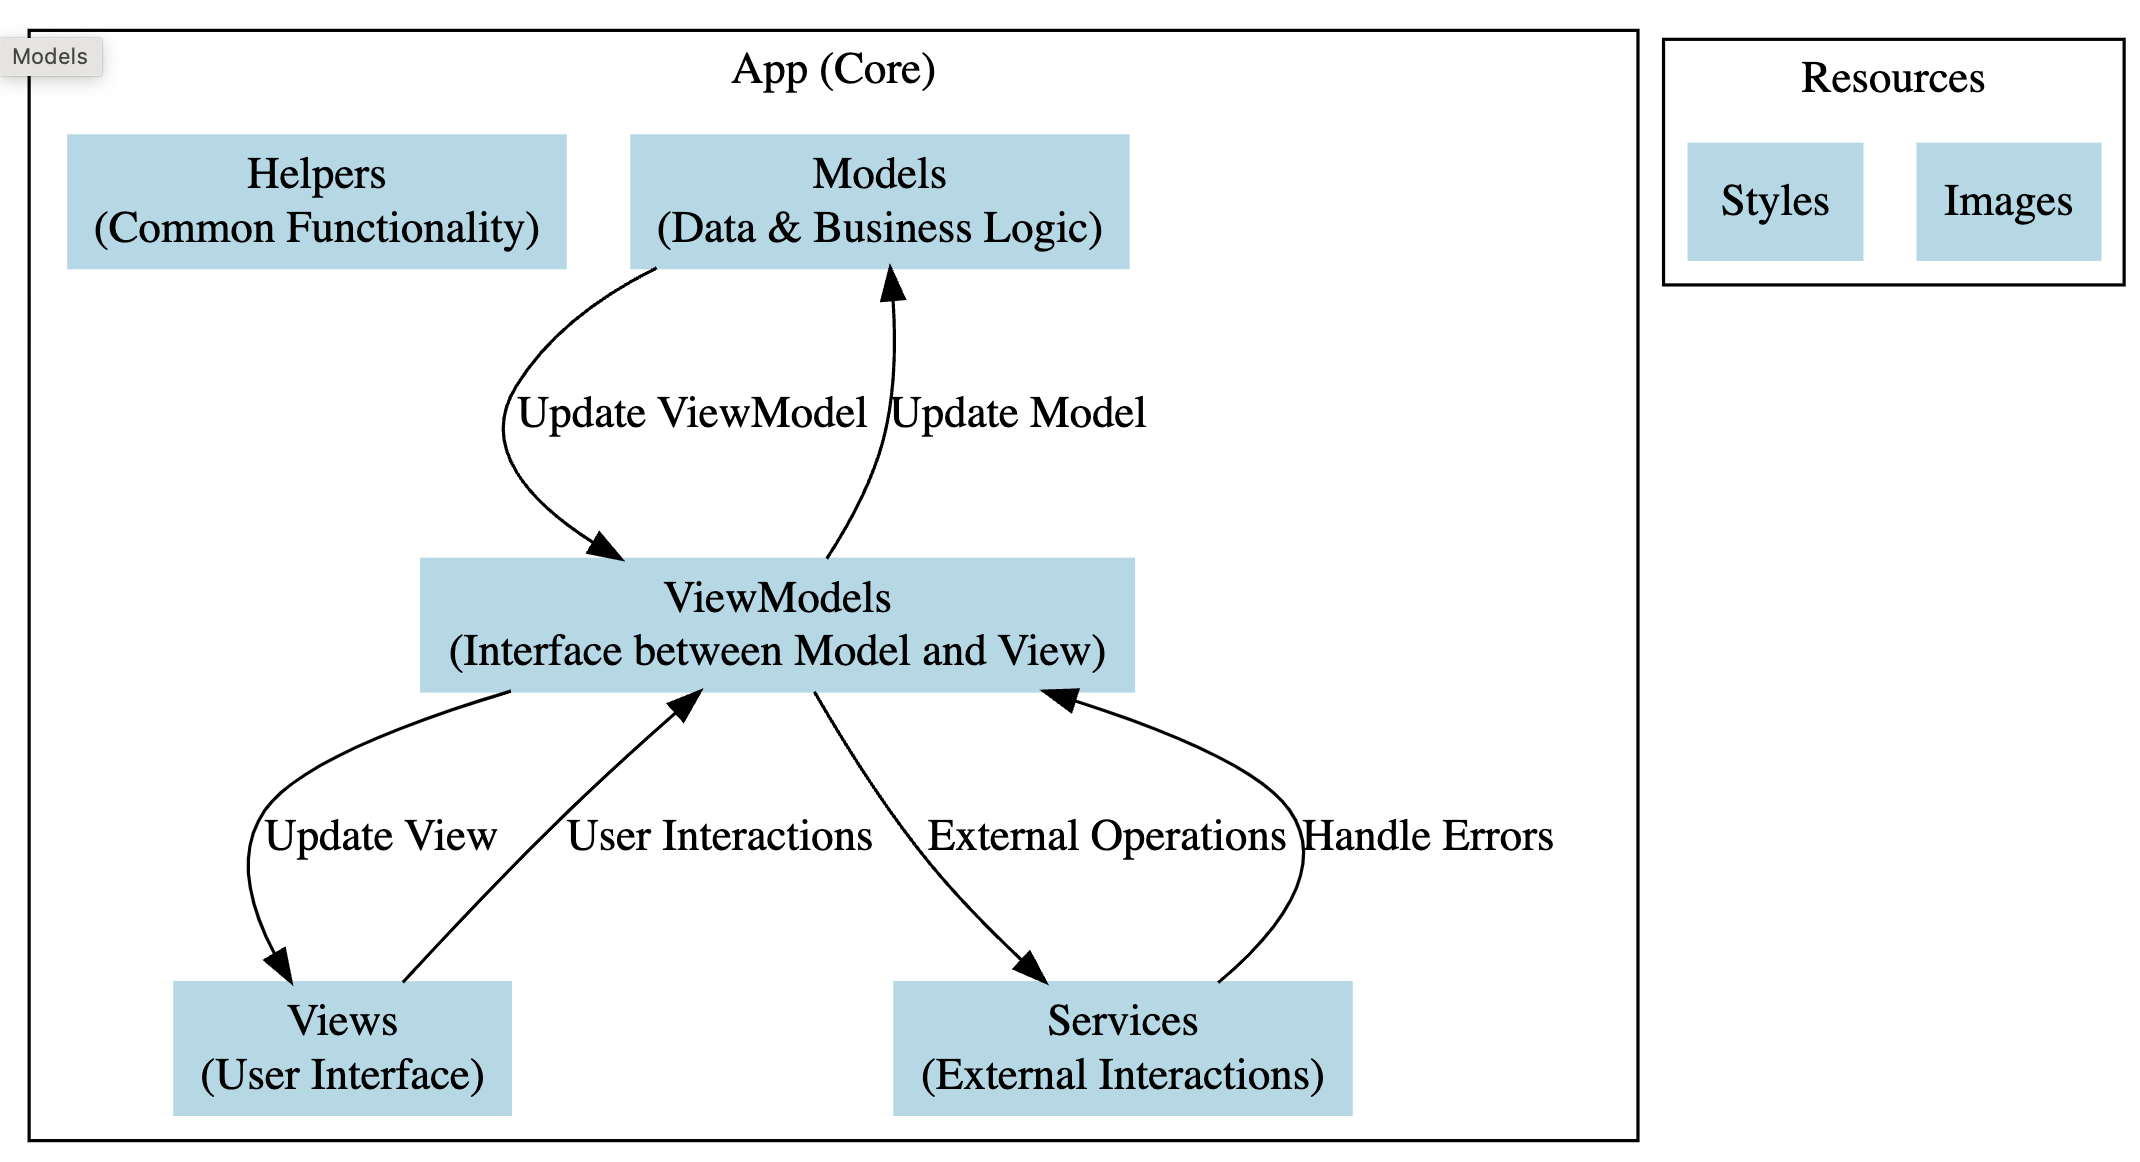 Models
App (Core)
Helpers
(Common Functionality)
Models
(Data & Business Logic)
Update ViewModel
Update Model
ViewModels
(Interface between Model and View)
Update View
User Interactions
External Operations
Handle Errors
Views
(User Interface)
Services
(External Interactions)
Resources
Styles
Images